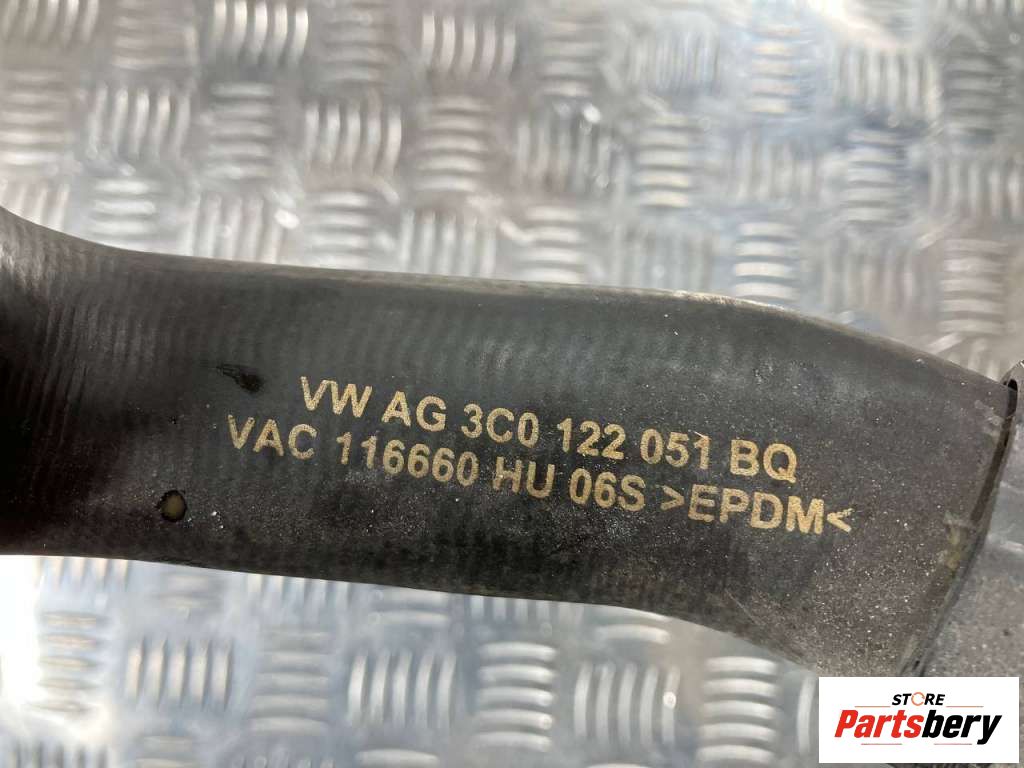 VW AG 3C0 122 051 BQ
VAC 116660 HU 06S >EPDM<
STORE
Partsbery